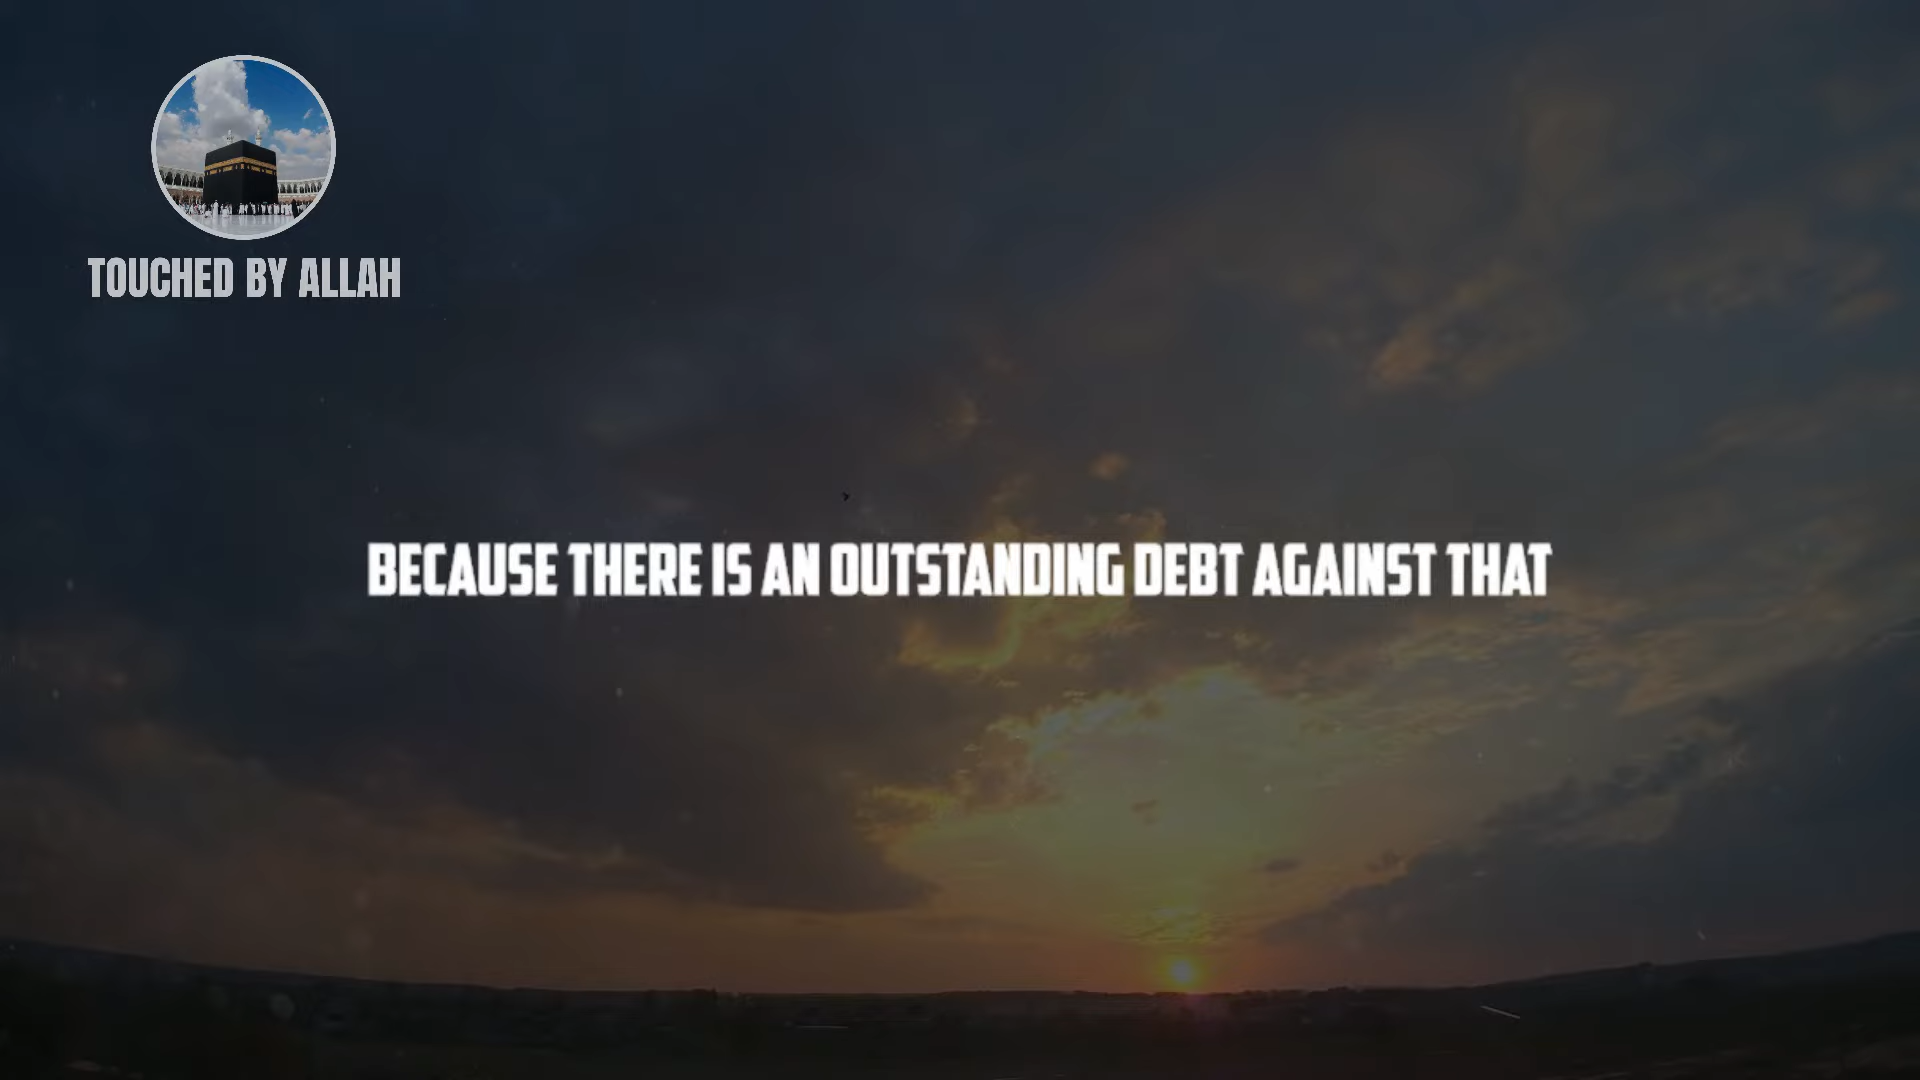 TOUCHED BY ALLAH
BECAUSE THERE IS AN OUTSTANDING DEBT AGAINST THAT